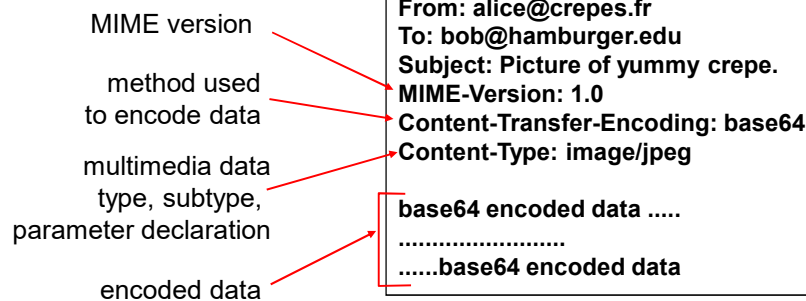 MIME version
method used
to encode data
multimedia data
type, subtype,
parameter declaration
encoded data
From: alice@crepes.fr
To: bob@hamburger.edu
Subject: Picture of yummy crepe.
MIME-Version: 1.0
Content-Transfer-Encoding: base64
Content-Type: image/jpeg
base64 encoded data .....
.........................
......base64 encoded data